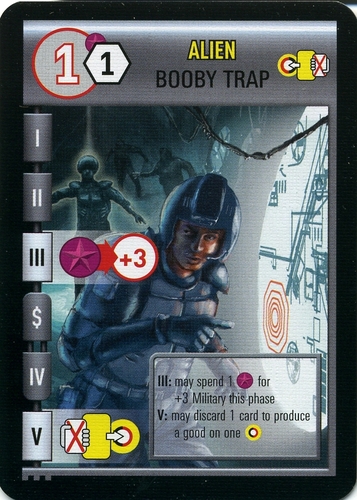 1 1
ALIEN
BOOBY TRAP
I
II
III
+3
$
IV
V
III: may spend 1 for
+3 Military this phase
V: may discard 1 card to produce
a good on one